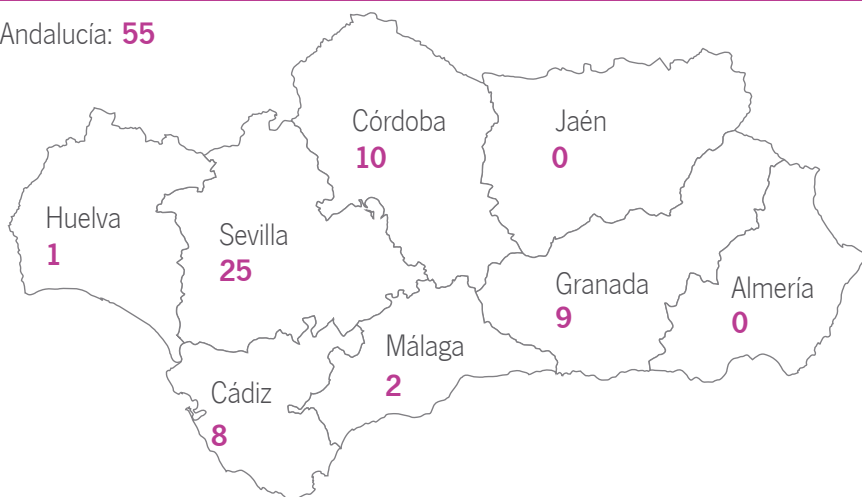 Andalucía: 55
Córdoba
10
Jaén
0
Huelva
1
Sevilla
25
Granada
9
Almería
0
Málaga
2
Cádiz
8